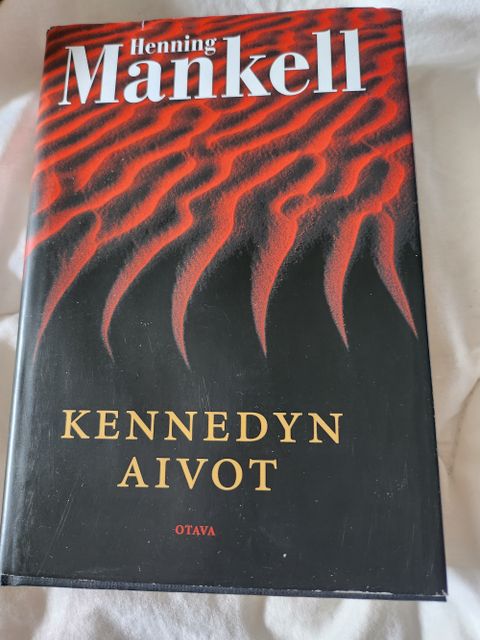 Henning
Mankell
KENNEDYN
AIVOT
OTAVA